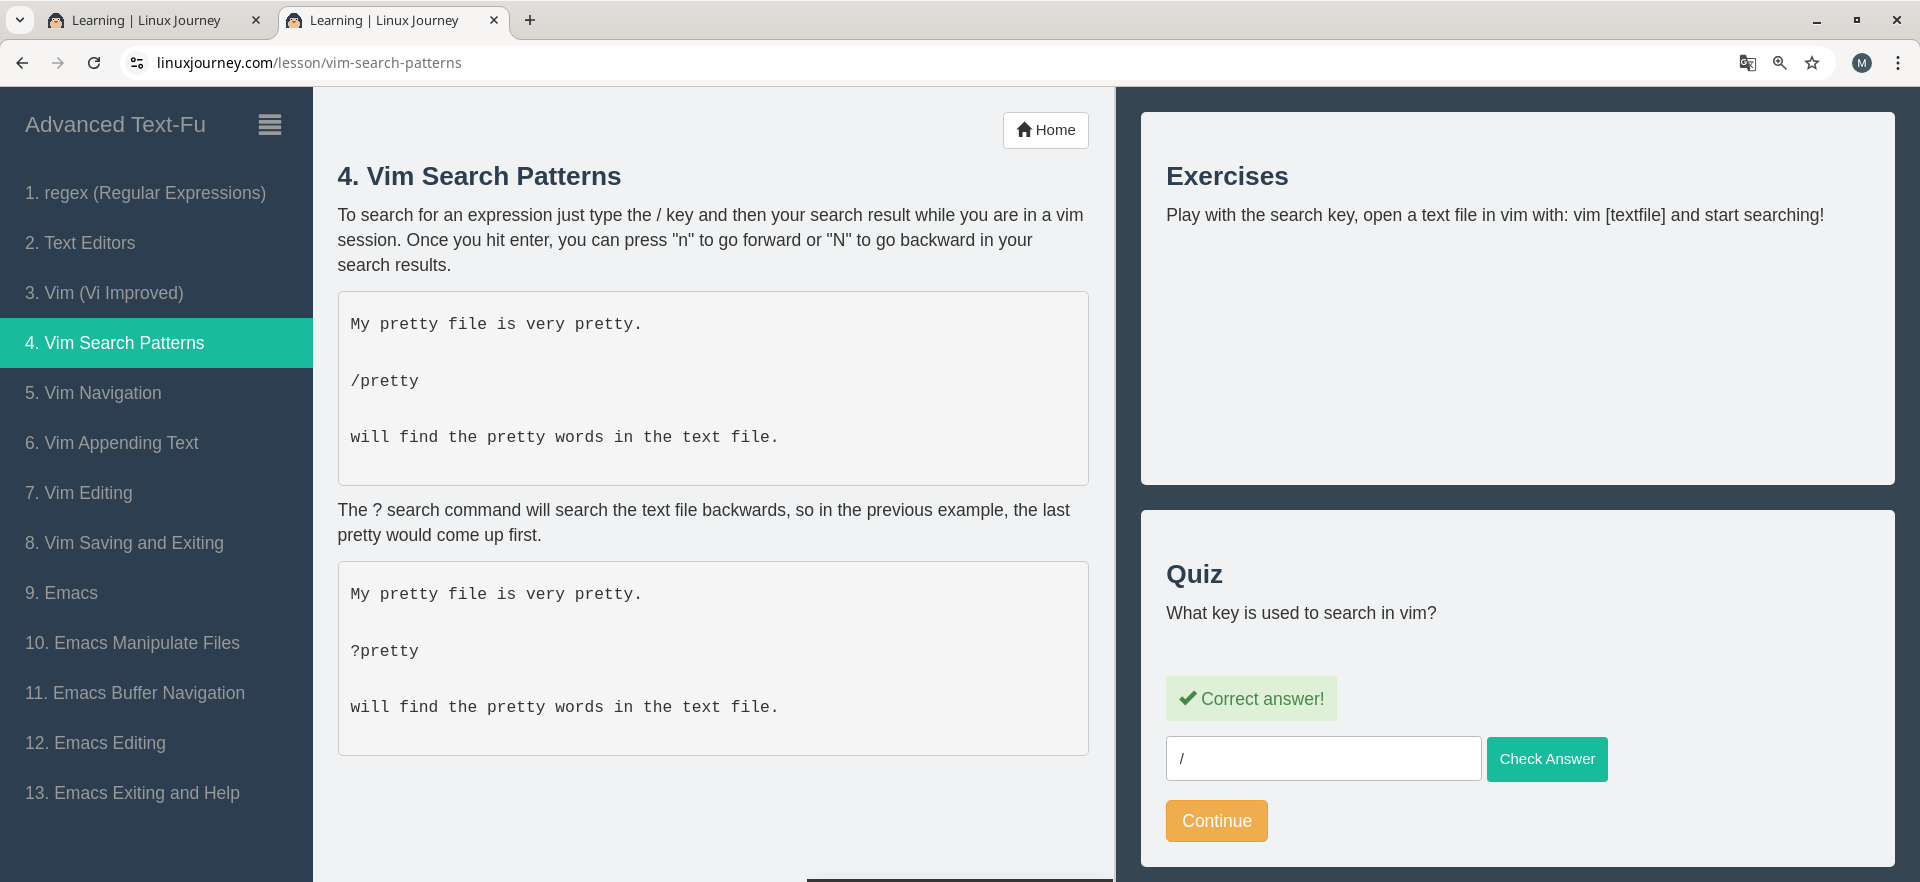 Learning | Linux Journey
Learning | Linux Journey
linuxjourney.com/lesson/vim-search-patterns
M
Advanced Text-Fu
1. regex (Regular Expressions)
2. Text Editors
3. Vim (Vi Improved)
4. Vim Search Patterns
5. Vim Navigation
6. Vim Appending Text
7. Vim Editing
8. Vim Saving and Exiting
9. Emacs
10. Emacs Manipulate Files
11. Emacs Buffer Navigation
12. Emacs Editing
13. Emacs Exiting and Help
Home
4. Vim Search Patterns
To search for an expression just type the / key and then your search result while you are in a vim
session. Once you hit enter, you can press "n" to go forward or "N" to go backward in your
search results.
My pretty file is very pretty.
/pretty
will find the pretty words in the text file.
The ? search command will search the text file backwards, so in the previous example, the last
pretty would come up first.
My pretty file is very pretty.
?pretty
will find the pretty words in the text file.
Exercises
Play with the search key, open a text file in vim with: vim [textfile] and start searching!
Quiz
What key is used to search in vim?
Correct answer!
/
Check Answer
Continue